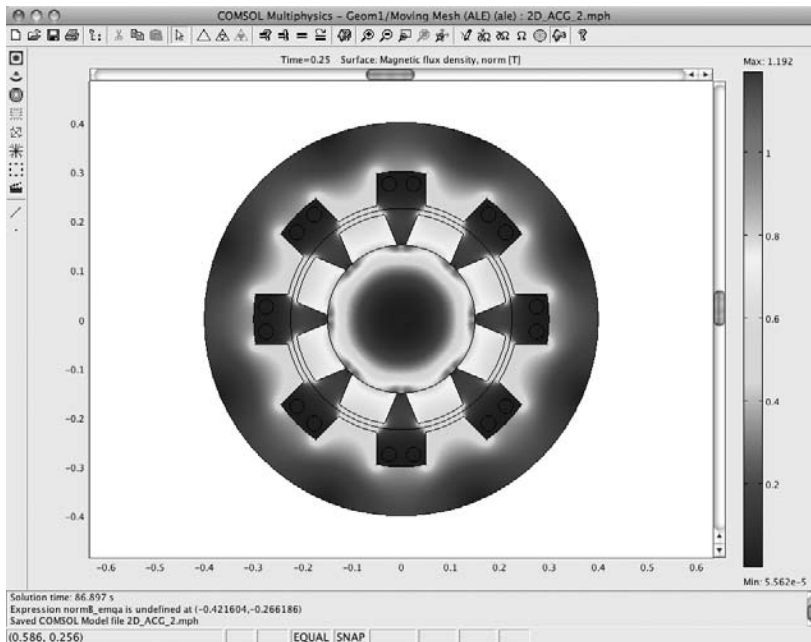 COMSOL Multiphysics - Geom1/Moving Mesh (ALE) (ale) : 2D_ACG_2.mph
Time=0.25 Surface: Magnetic flux density, norm [T]
Max: 1.192
0.4
0.3
0.2
0.1
0
-0.1
-0.2
-0.3
-0.4
-0.6 -0.5 -0.4 -0.3 -0.2 -0.1 0 0.1 0.2 0.3 0.4 0.5 0.6
1
0.8
0.6
0.4
0.2
Min: 5.562e-5
Solution time: 86.897 s
Expression normB_emqa is undefined at (-0.421604,-0.266186)
Saved COMSOL Model file 2D_ACG_2.mph
(0.586, 0.256) EQUAL SNAP